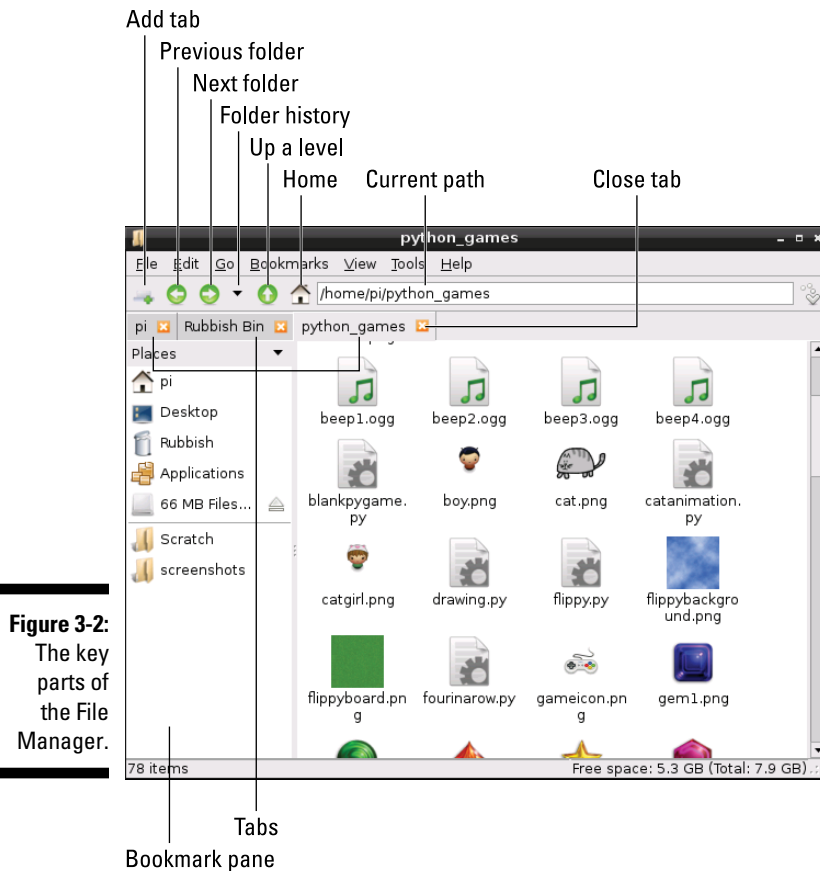 Add tab
Previous folder
Next folder
Folder history
Up a level
Home Current path Close tab
python_games
File Edit Go Bookmarks View Tools Help
/home/pi/python_games
pi Rubbish Bin python_games
Places
pi
Desktop
Rubbish
Applications
66 MB Files...
Scratch
screenshots
beep1.ogg beep2.ogg beep3.ogg beep4.ogg
blankpygame. boy.png cat.png catanimation.
py py
catgirl.png drawing.py flippy.py flippybackgro
und.png
flippyboard.pn fourinarow.py gameicon.pn gem1.png
g g
78 items Free space: 5.3 GB (Total: 7.9 GB)
Figure 3-2:
The key
parts of
the File
Manager.
Tabs
Bookmark pane